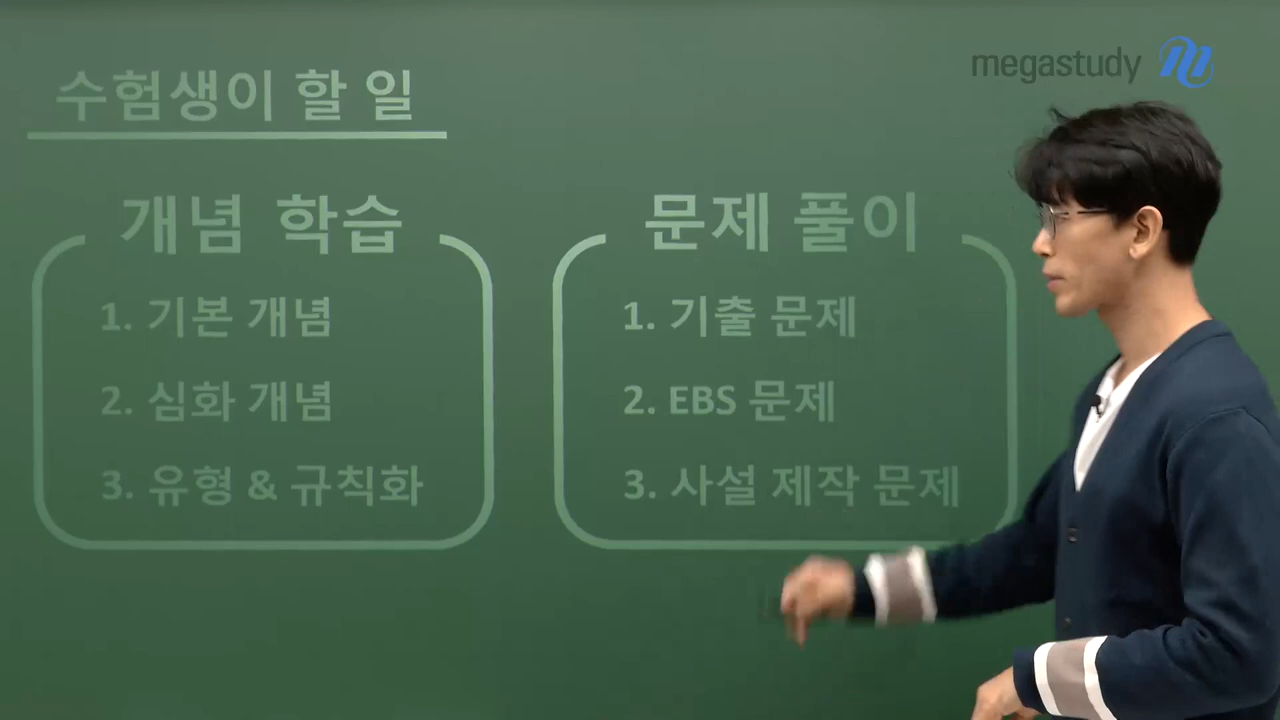 megastudy
수험생이 할 일
개념 학습
1. 기본 개념
2. 심화 개념
3. 유형 & 규칙화
문제 풀이
1. 기출 문제
2. EBS 문제
3. 사설 제작 문제